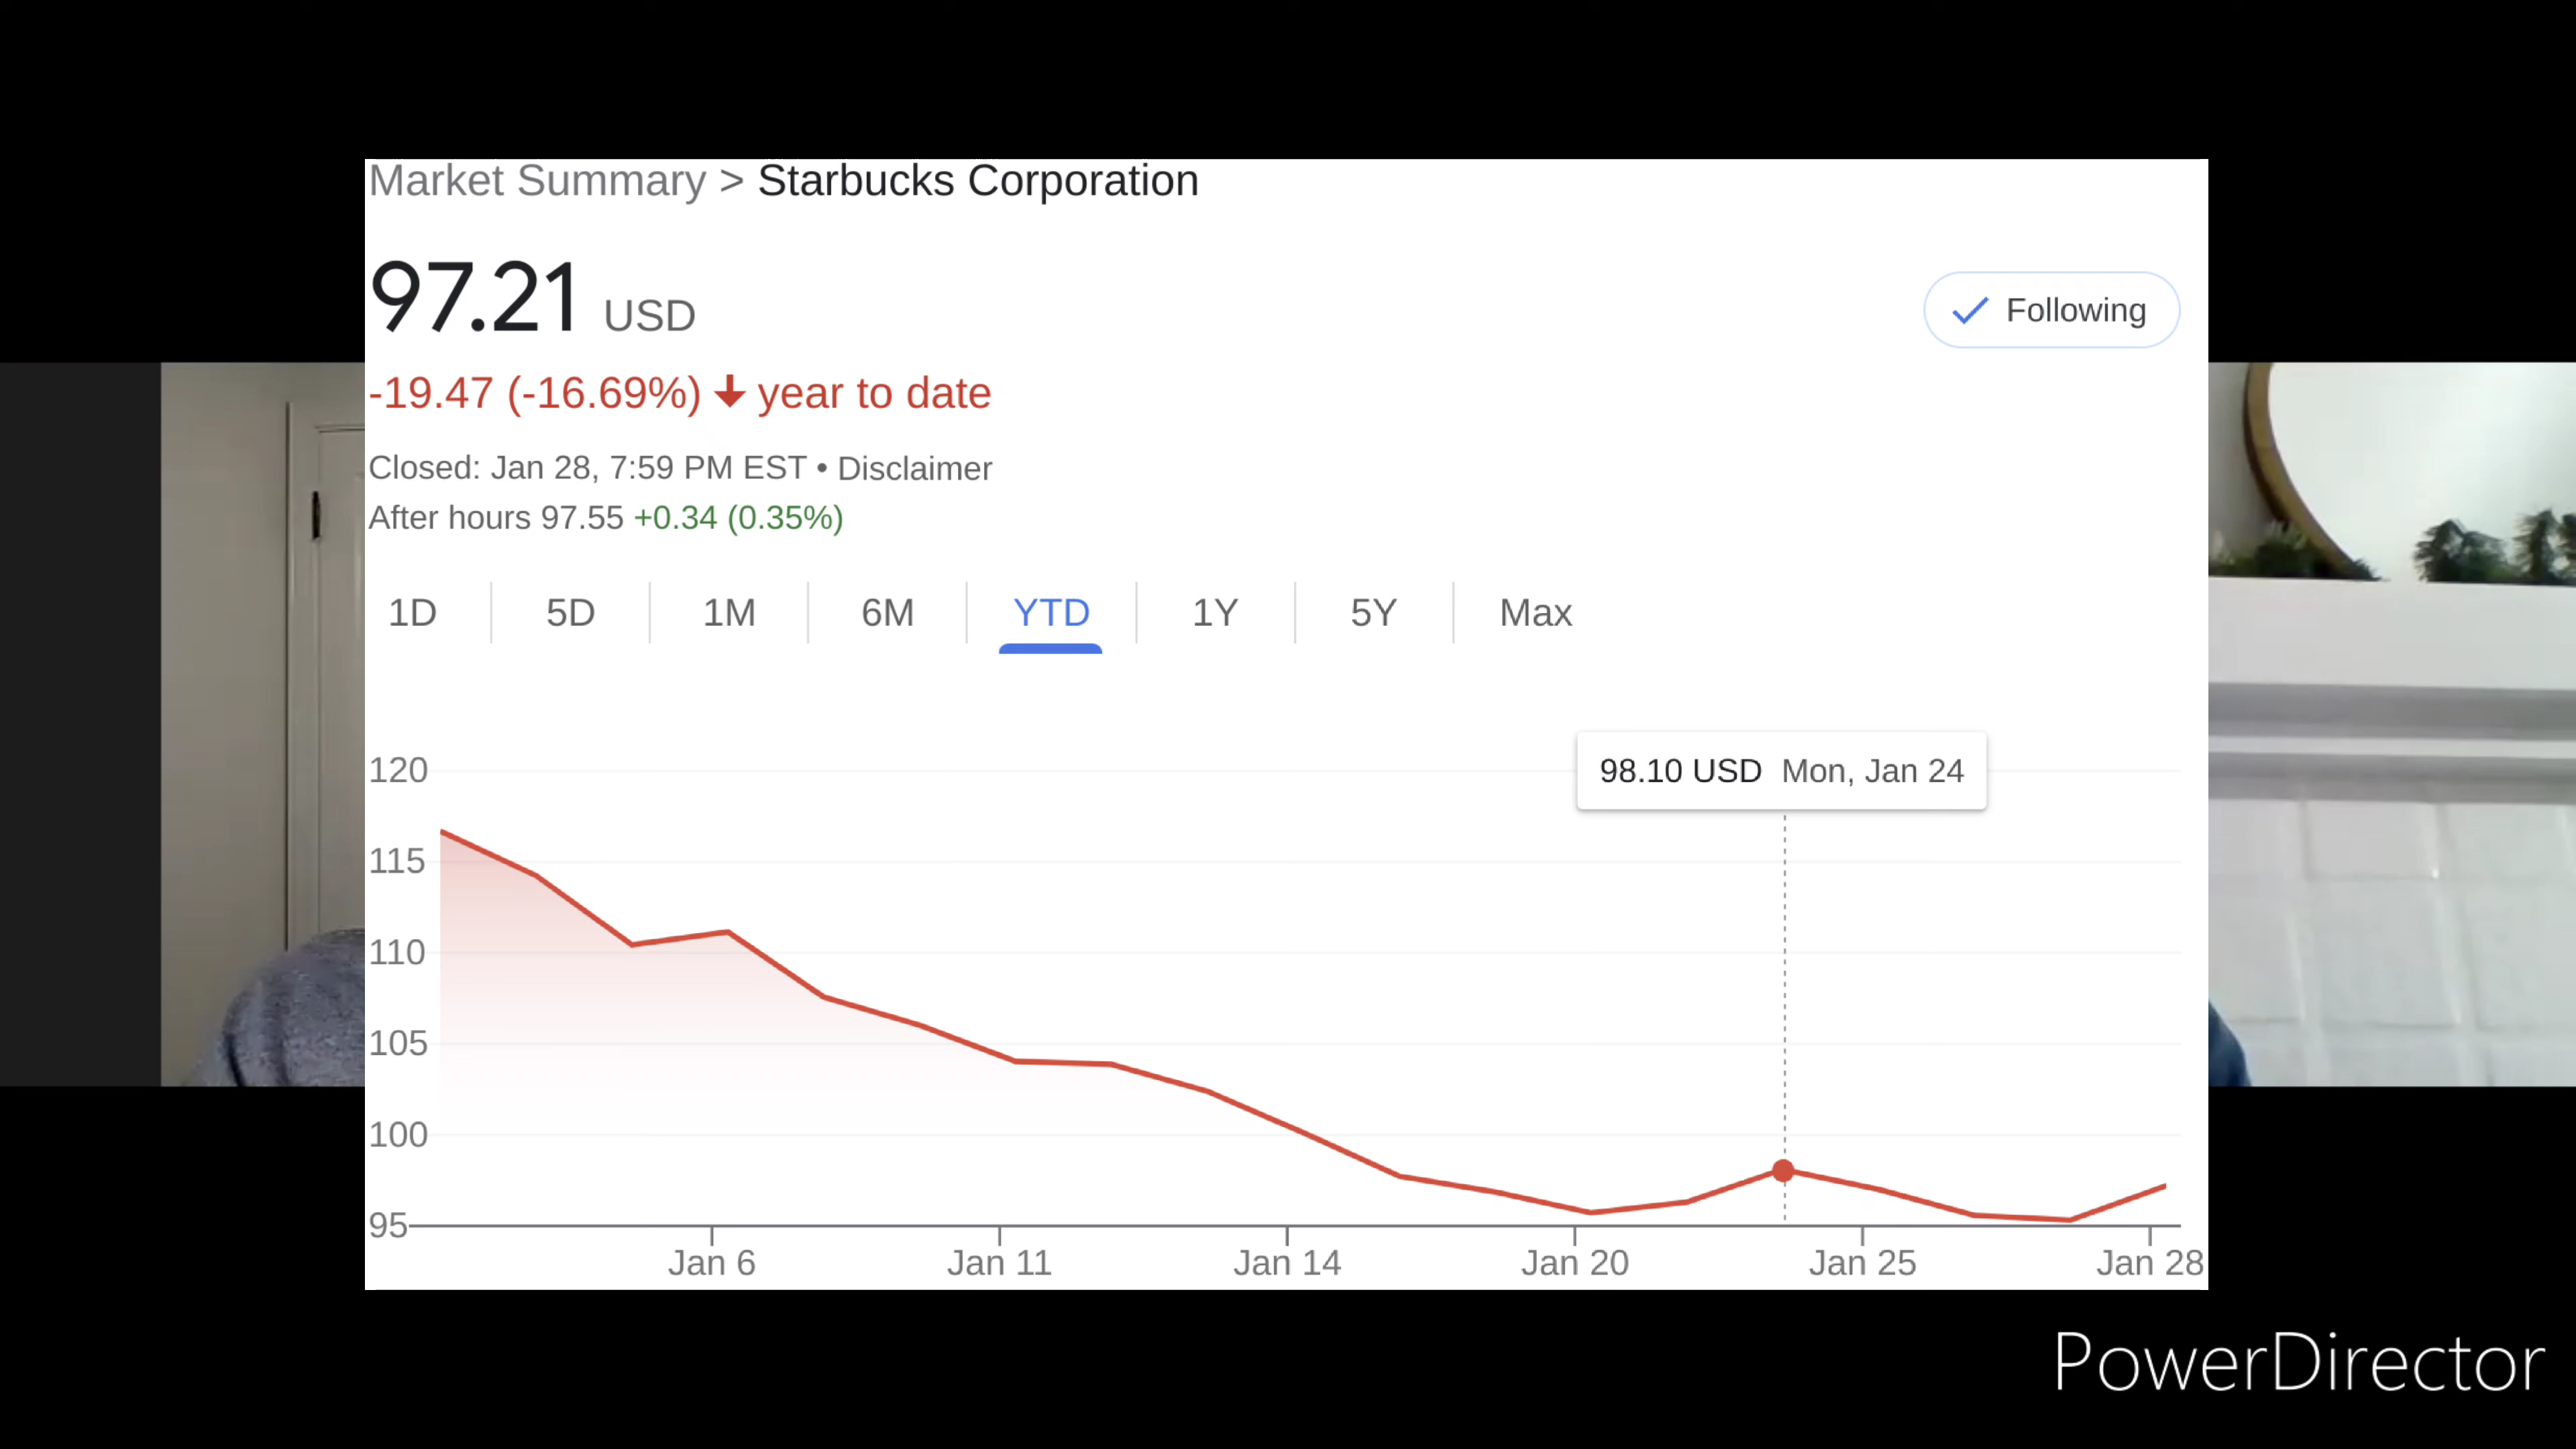 Market Summary > Starbucks Corporation
97.21 USD
Following
-19.47 (-16.69%) year to date
Closed: Jan 28, 7:59 PM EST • Disclaimer
After hours 97.55 +0.34 (0.35%)
1D 5D 1M 6M YTD 1Y 5Y Max
98.10 USD Mon, Jan 24
120
115
110
105
100
95
Jan 6 Jan 11 Jan 14 Jan 20 Jan 25 Jan 28
PowerDirector